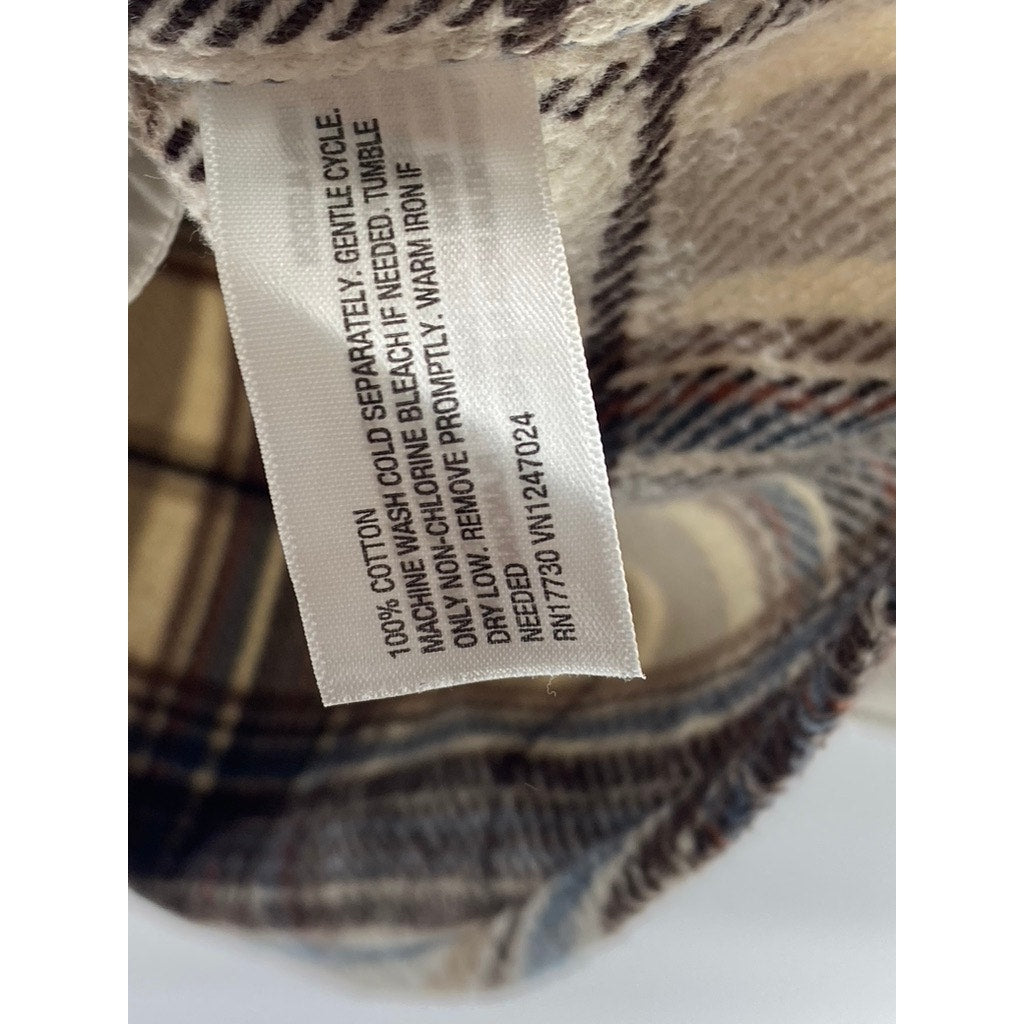 100% COTTON
MACHINE WASH COLD SEPARATELY. GENTLE CYCLE.
ONLY NON-CHLORINE BLEACH IF NEEDED. TUMBLE
DRY LOW. REMOVE PROMPTLY. WARM IRON IF
NEEDED
RN17730 VN1247024